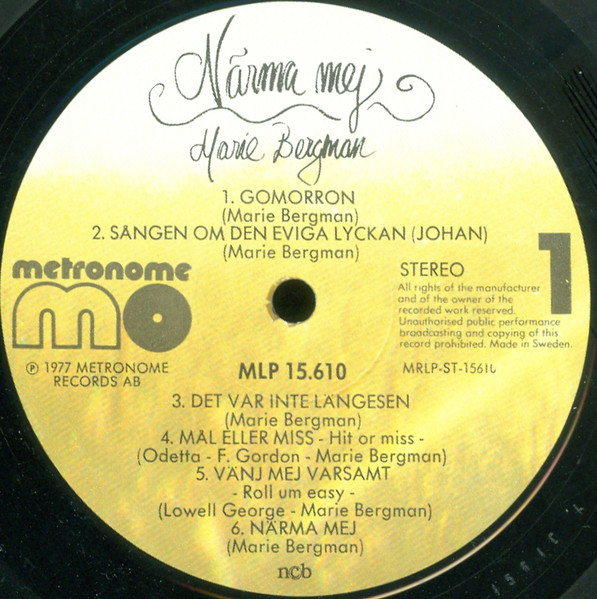 Närma mej
Marie Bergman
1. GOMORRON
(Marie Bergman)
2. SÅNGEN OM DEN EVIGA LYCKAN (JOHAN)
(Marie Bergman)
metronome
mo
℗ 1977 METRONOME
RECORDS AB
STEREO
1
All rights of the manufacturer
and of the owner of the
recorded work reserved.
Unauthorised public performance
broadcasting and copying of this
record prohibited. Made in Sweden.
MLP 15.610
MRLP-ST-15610
3. DET VAR INTE LÄNGESEN
(Marie Bergman)
4. MÅL ELLER MISS - Hit or miss -
(Odetta - F. Gordon - Marie Bergman)
5. VÄNJ MEJ VARSAMT
- Roll um easy -
(Lowell George - Marie Bergman)
6. NÄRMA MEJ
(Marie Bergman)
ncb